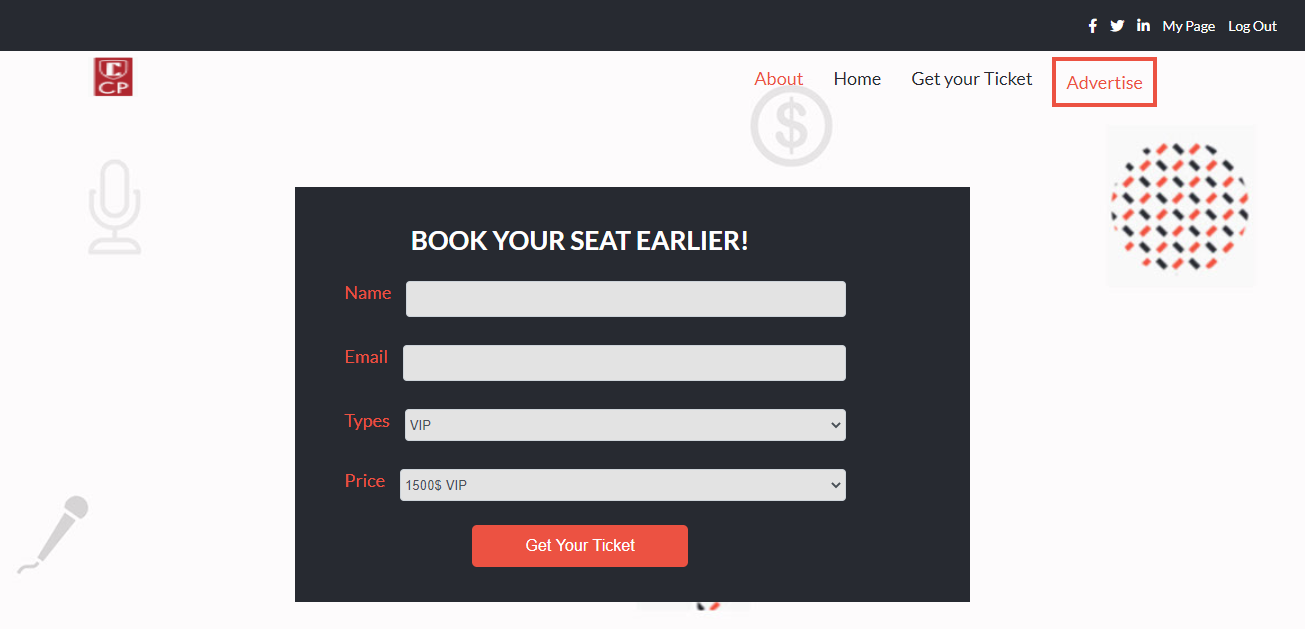 My Page Log Out
CP
About Home Get your Ticket Advertise
$
BOOK YOUR SEAT EARLIER!
Name
Email
Types VIP
Price 1500$ VIP
Get Your Ticket